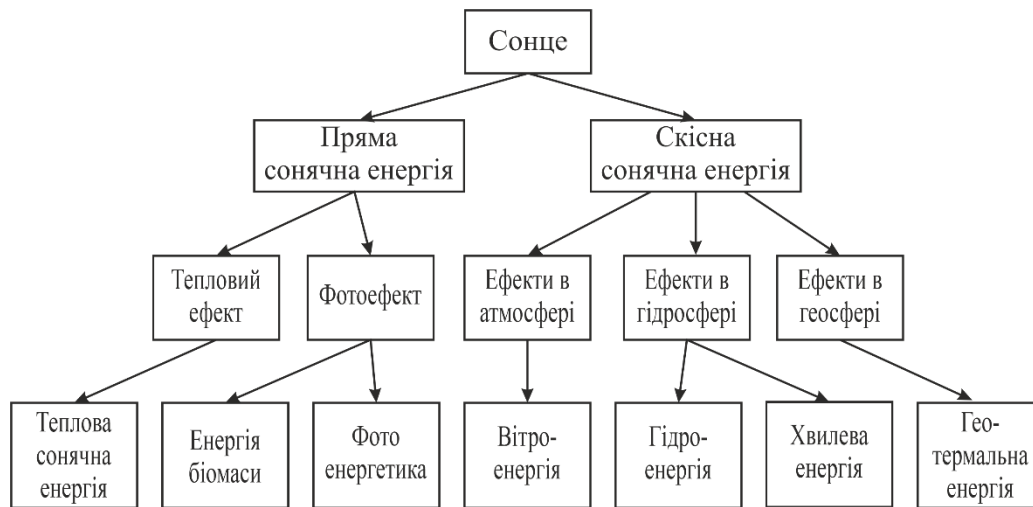 Сонце
Пряма
сонячна енергія
Скісна
сонячна енергія
Тепловий
ефект
Фотоефект
Ефекти в
атмосфері
Ефекти в
гідросфері
Ефекти в
геосфері
Теплова
сонячна
енергія
Енергія
біомаси
Фото
енергетика
Вітро-
енергія
Гідро-
енергія
Хвилева
енергія
Гео-
термальна
енергія